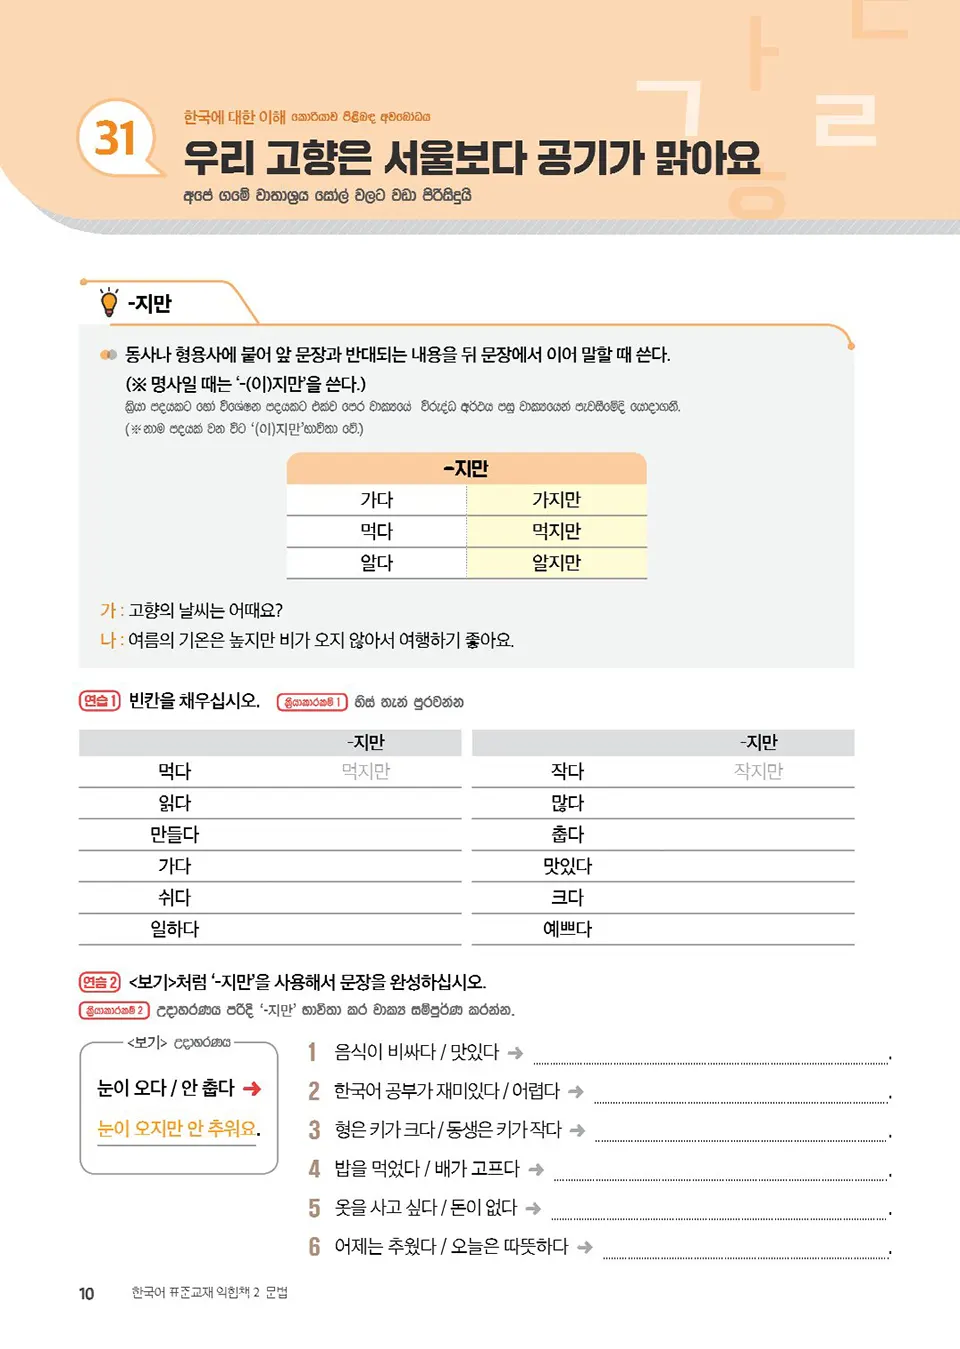 31
한국에 대한 이해 කොරියාව පිළිබඳ අවබෝධය
우리 고향은 서울보다 공기가 맑아요
අපේ ගමේ වාතාශ්‍රය සෝල් වලට වඩා පිරිසිදුයි
ㄱ ㅏ ㄴ ㄹ ㅎ
-지만
동사나 형용사에 붙어 앞 문장과 반대되는 내용을 뒤 문장에서 이어 말할 때 쓴다.
(※ 명사일 때는 ‘-(이)지만’을 쓴다.)
ක්‍රියා පදයකට හෝ විශේෂන පදයකට එක්ව පෙර වාක්‍යයේ විරුද්ධ අර්ථය පසු වාක්‍යයෙන් පැවසීමේදි යොදාගනී.
(※නාම පදයක් වන විට ‘(이)지만’භාවිතා වේ.)
-지만
가다 가지만
먹다 먹지만
알다 알지만
가 : 고향의 날씨는 어때요?
나 : 여름의 기온은 높지만 비가 오지 않아서 여행하기 좋아요.
연습 1 빈칸을 채우십시오. ක්‍රියාකාරකම් 1 හිස් තැන් පුරවන්න
-지만 -지만
먹다 먹지만 작다 작지만
읽다 많다
만들다 춥다
가다 맛있다
쉬다 크다
일하다 예쁘다
연습 2 <보기>처럼 ‘-지만’을 사용해서 문장을 완성하십시오.
ක්‍රියාකාරකම් 2 උදාහරණය පරිදි ‘-지만’ භාවිතා කර වාක්‍ය සම්පූර්ණ කරන්න.
<보기> උදාහරණය
눈이 오다 / 안 춥다 ➔
눈이 오지만 안 추워요.
1 음식이 비싸다 / 맛있다 ➔ .
2 한국어 공부가 재미있다 / 어렵다 ➔ .
3 형은 키가 크다 / 동생은 키가 작다 ➔ .
4 밥을 먹었다 / 배가 고프다 ➔ .
5 옷을 사고 싶다 / 돈이 없다 ➔ .
6 어제는 추웠다 / 오늘은 따뜻하다 ➔ .
10 한국어 표준교재 익힘책 2 문법